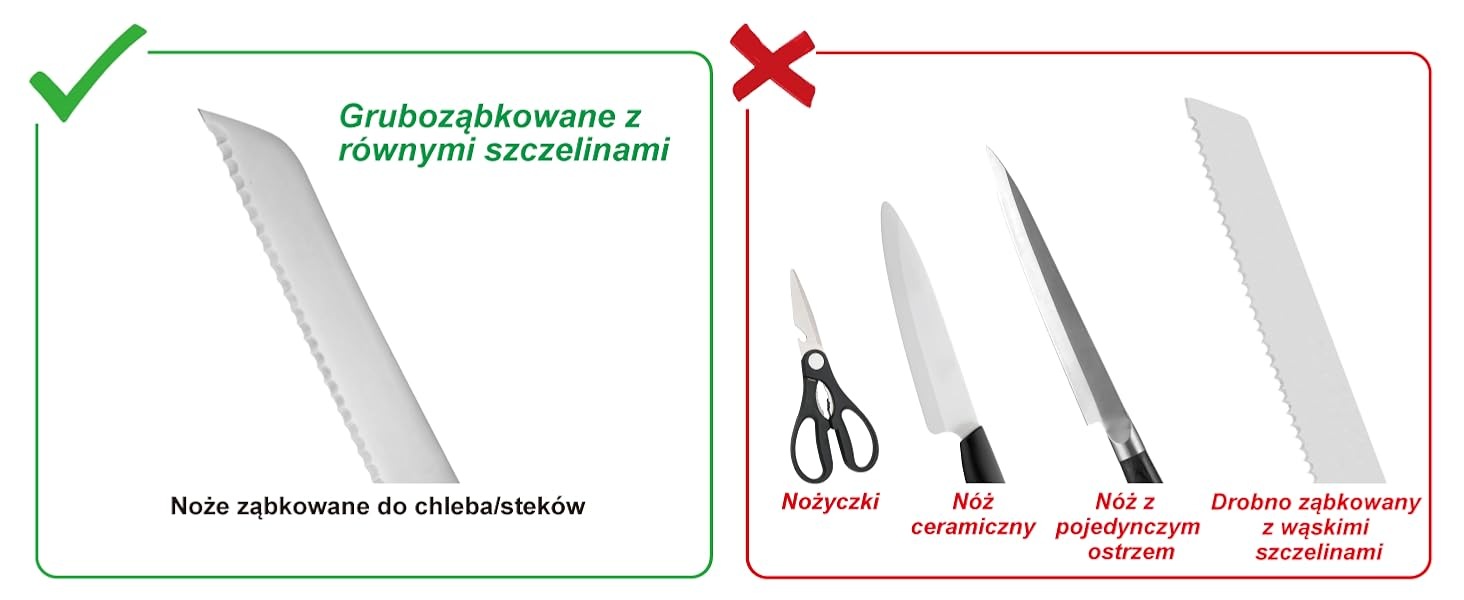 Gruboząbkowane z
równymi szczelinami
Noże ząbkowane do chleba/steków
Nożyczki
Nóż
ceramiczny
Nóż z
pojedynczym
ostrzem
Drobno ząbkowany
z wąskimi
szczelinami